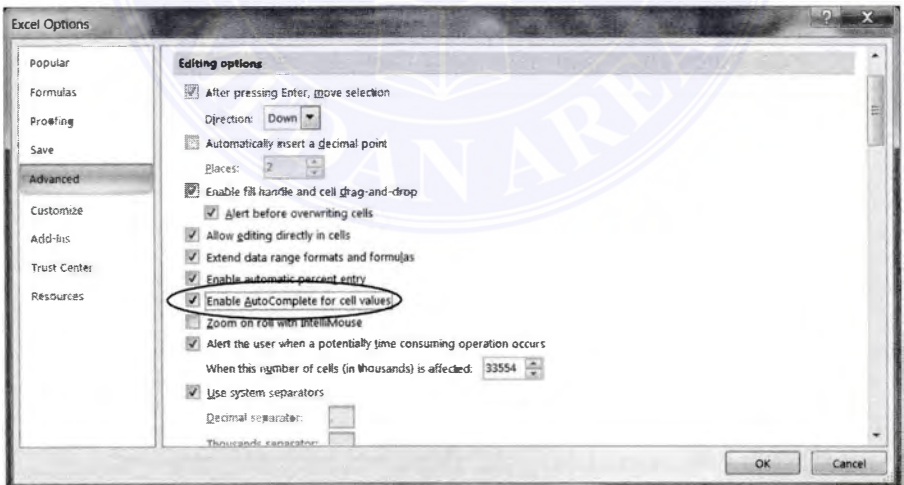 Excel Options
Popular
Formulas
Proofing
Save
Advanced
Customize
Add-Ins
Trust Center
Resources
Editing options
After pressing Enter, move selection
Direction: Down
Automatically insert a decimal point
Places: 2
Enable fill handle and cell drag-and-drop
Alert before overwriting cells
Allow editing directly in cells
Extend data range formats and formulas
Enable automatic percent entry
Enable AutoComplete for cell values
Zoom on roll with IntelliMouse
Alert the user when a potentially time consuming operation occurs
When this number of cells (in thousands) is affected: 33554
Use system separators
Decimal separator:
Thousands separator:
OK
Cancel